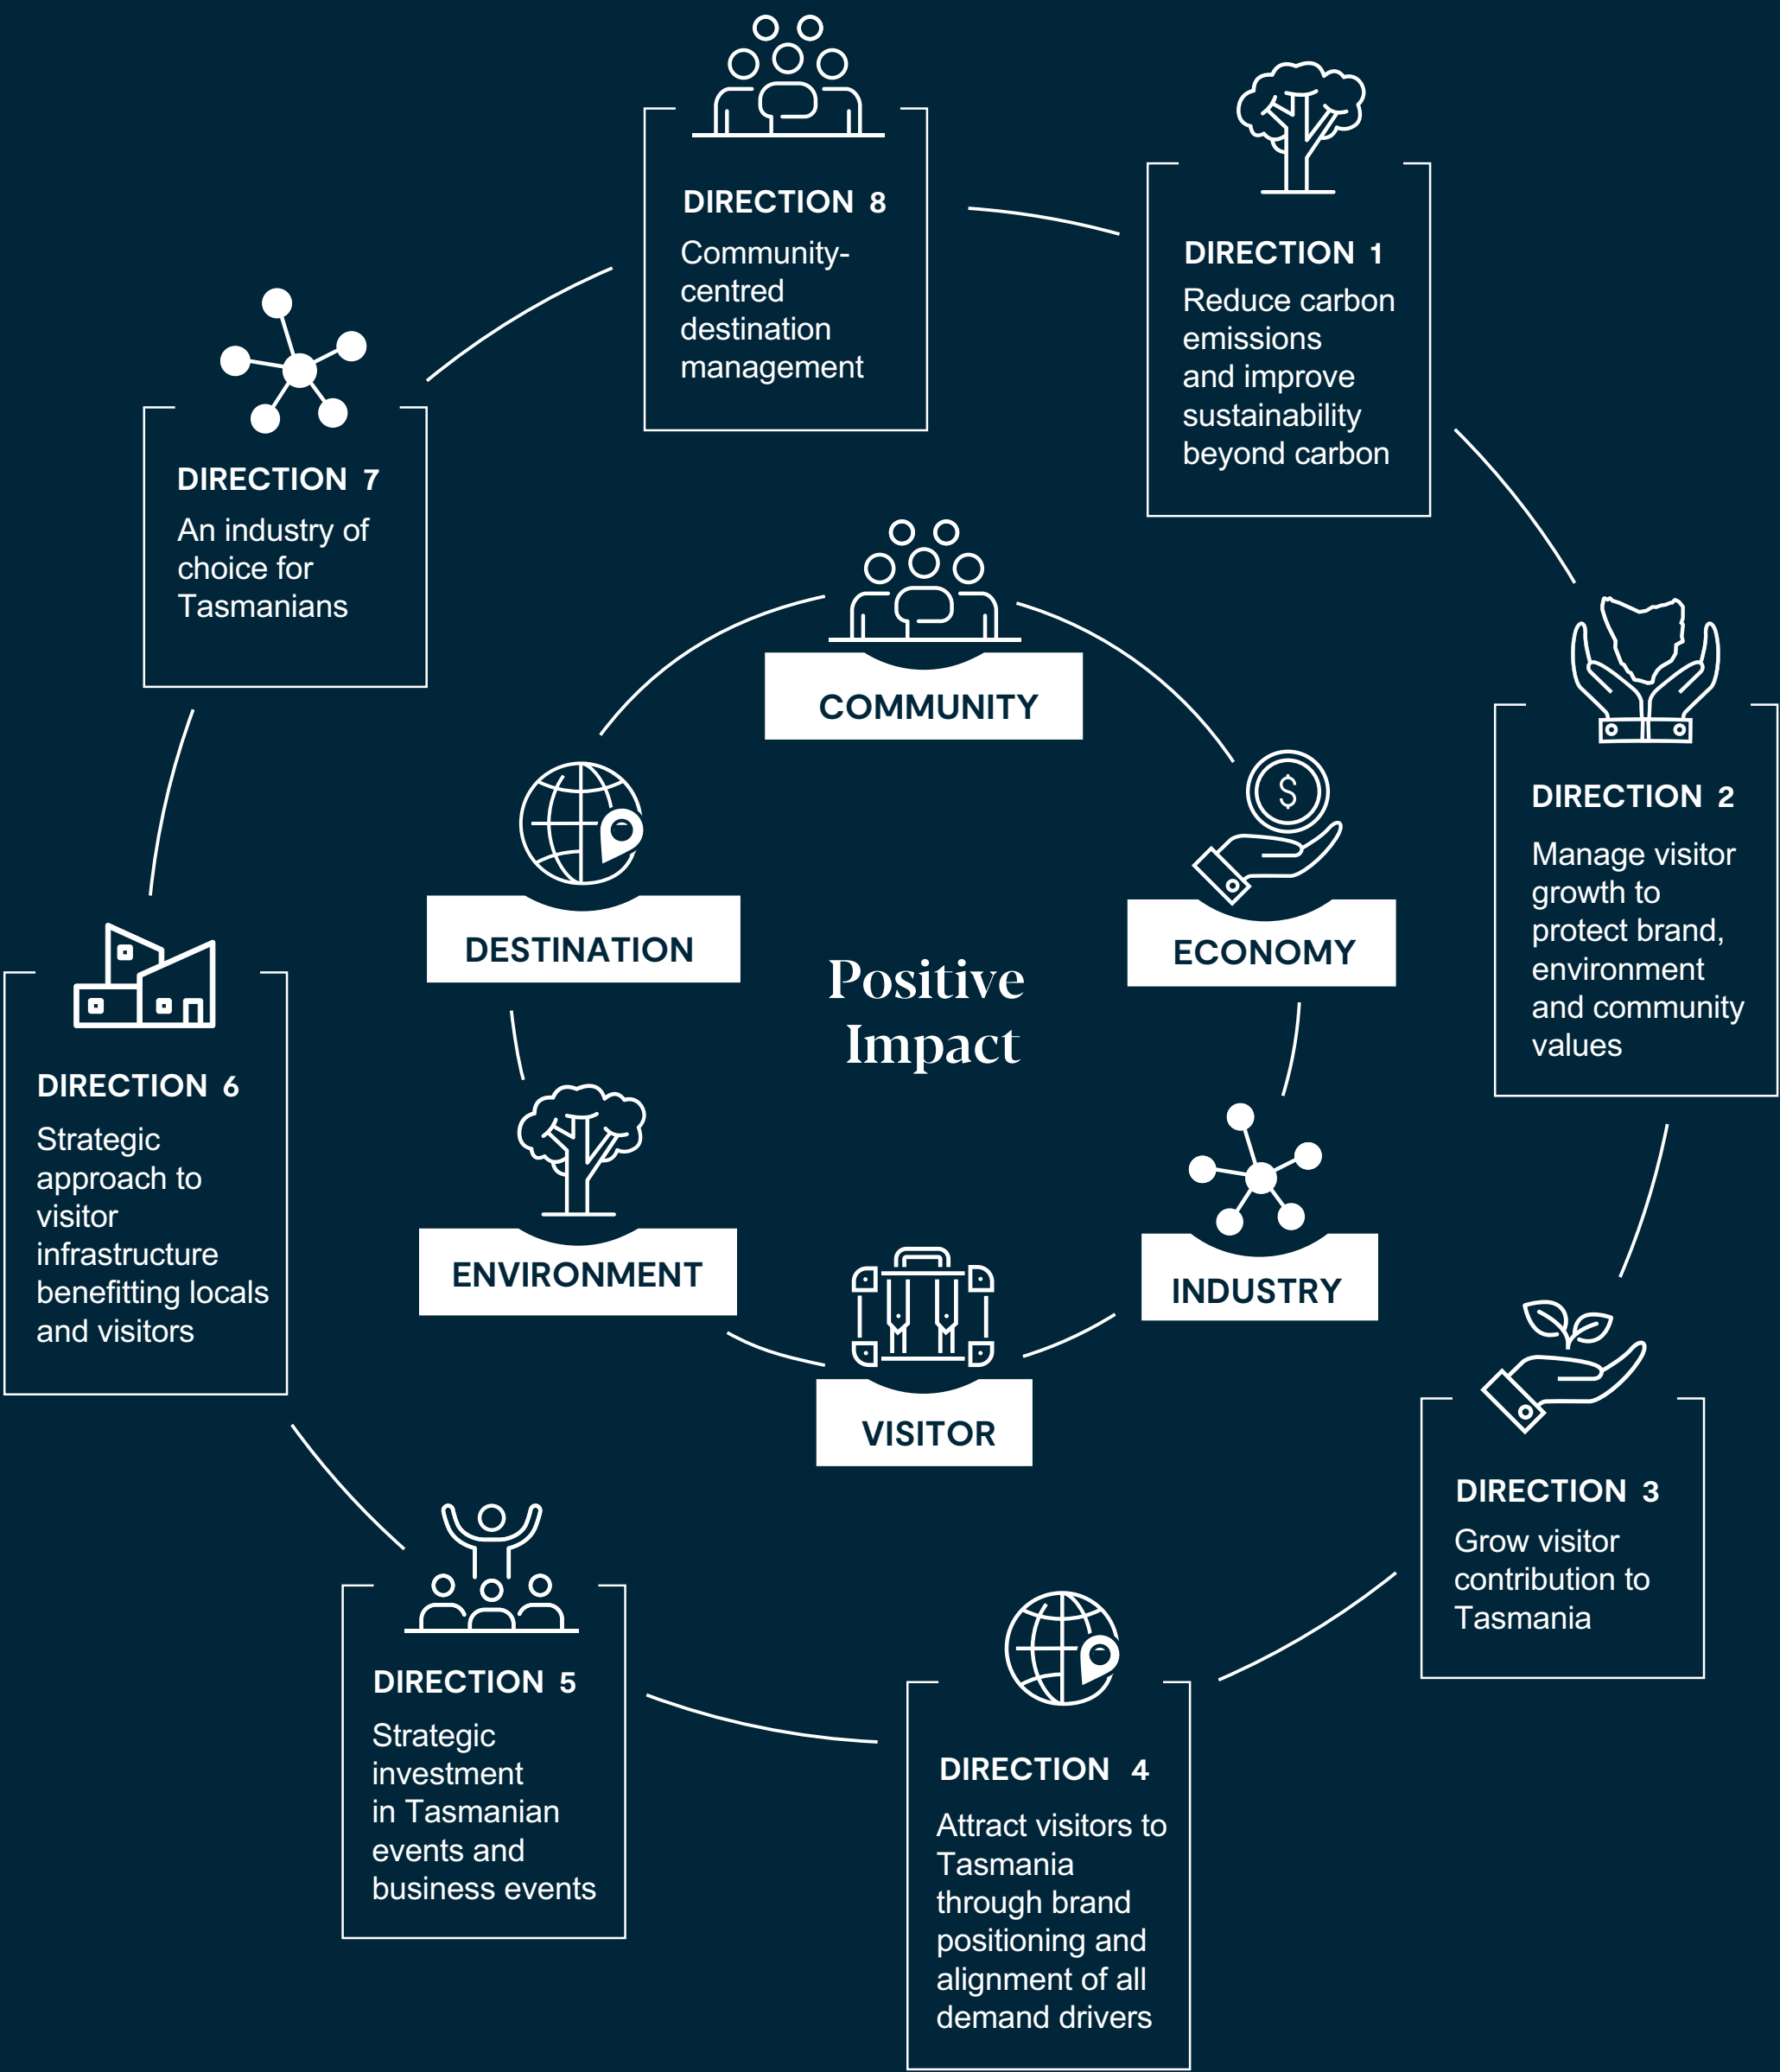 DIRECTION 8
Community-
centred
destination
management
DIRECTION 1
Reduce carbon
emissions
and improve
sustainability
beyond carbon
DIRECTION 7
An industry of
choice for
Tasmanians
DIRECTION 2
Manage visitor
growth to
protect brand,
environment
and community
values
COMMUNITY
$
DESTINATION
ECONOMY
Positive
Impact
ENVIRONMENT
INDUSTRY
VISITOR
DIRECTION 6
Strategic
approach to
visitor
infrastructure
benefitting locals
and visitors
DIRECTION 3
Grow visitor
contribution to
Tasmania
DIRECTION 5
Strategic
investment
in Tasmanian
events and
business events
DIRECTION 4
Attract visitors to
Tasmania
through brand
positioning and
alignment of all
demand drivers